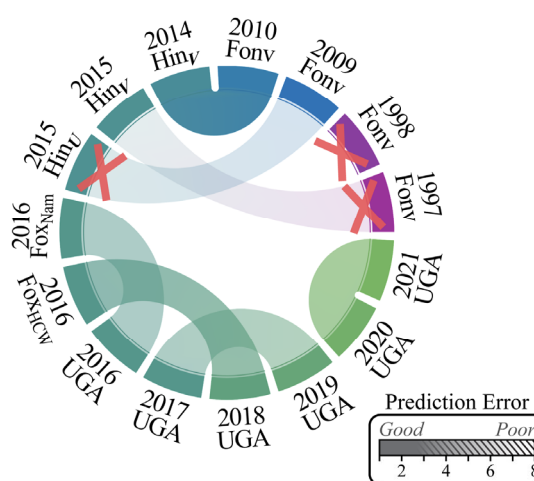 2014
Hinᵥ
2010
Fonv
2009
Fonv
1998
Fonv
1997
Fonv
2021
UGA
2020
UGA
2019
UGA
2018
UGA
2017
UGA
2016
UGA
2016
FoxHCW
2016
FoxNam
2015
HinU
2015
HinV
Prediction Error
Good Poor
2 4 6 8